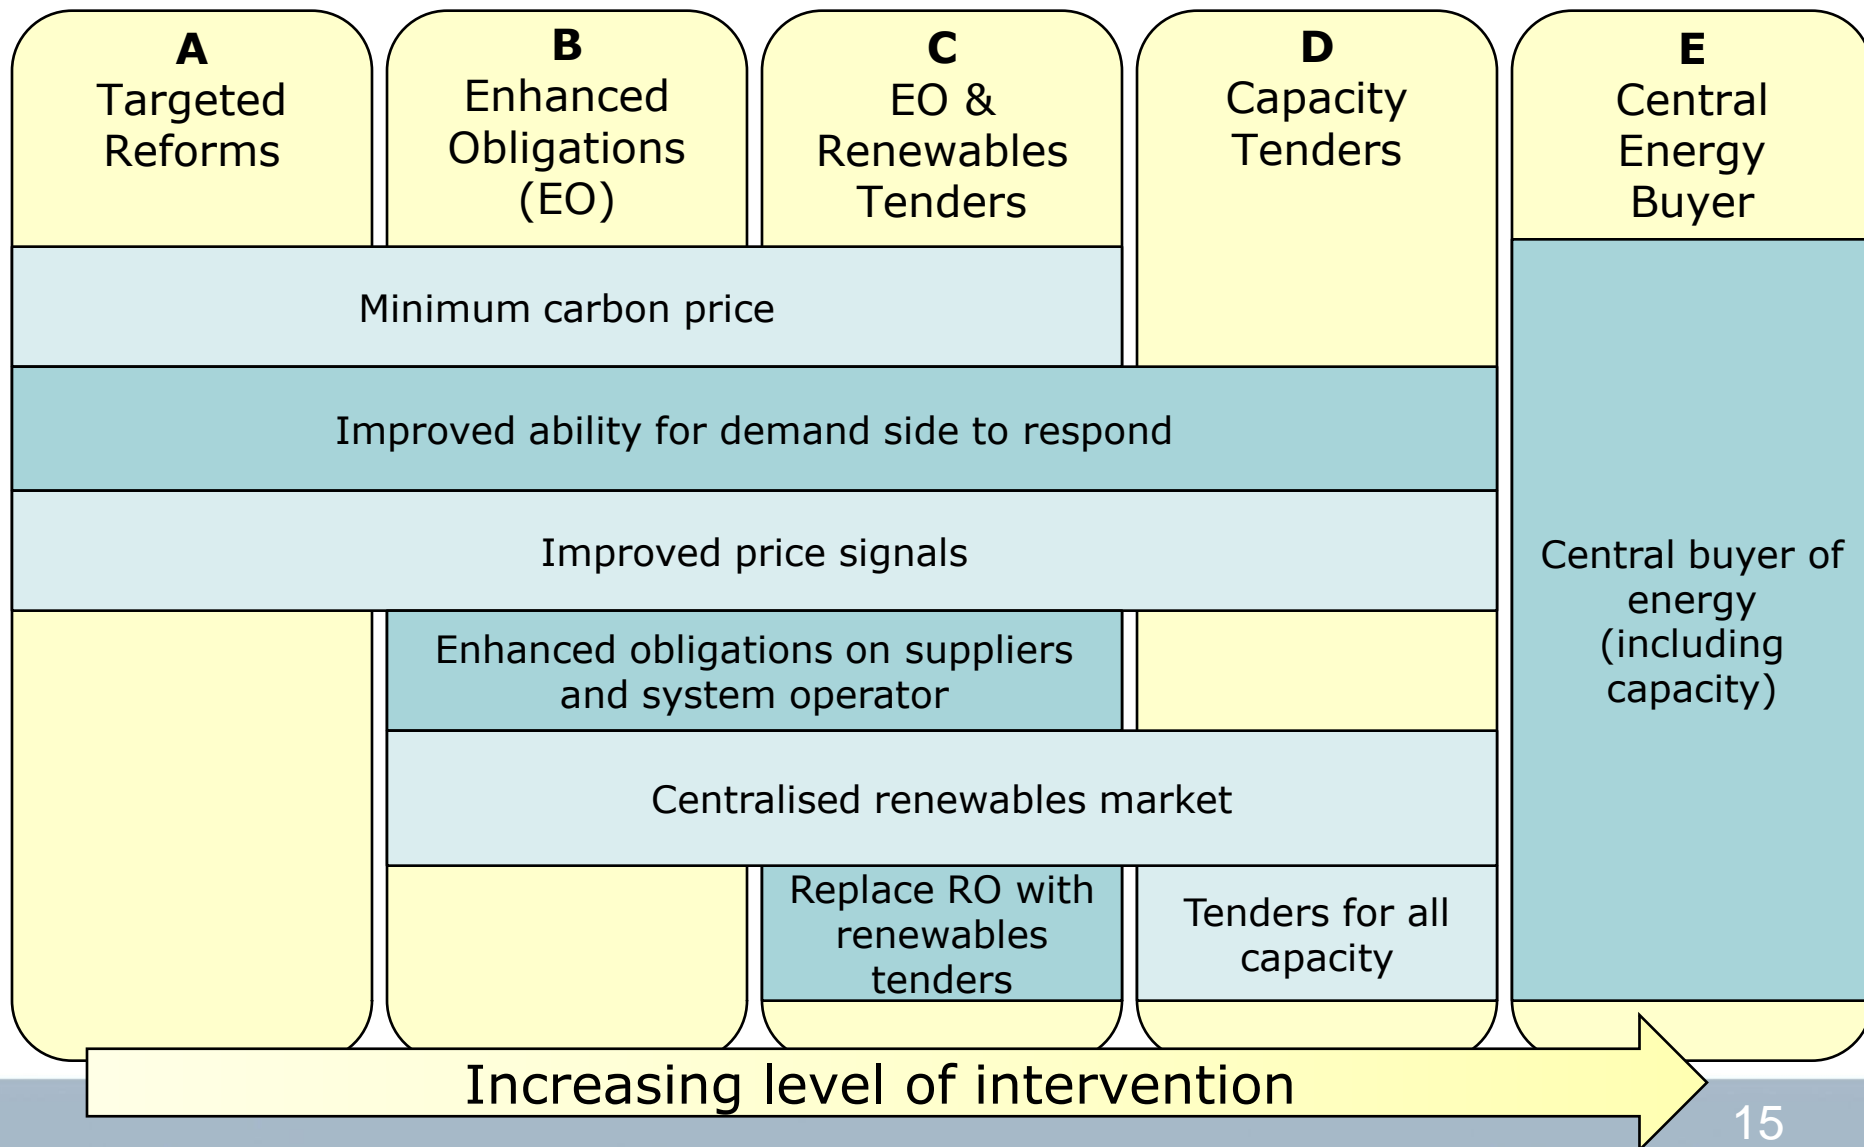 A
Targeted
Reforms
B
Enhanced
Obligations
(EO)
C
EO &
Renewables
Tenders
D
Capacity
Tenders
E
Central
Energy
Buyer
Minimum carbon price
Improved ability for demand side to respond
Improved price signals
Enhanced obligations on suppliers
and system operator
Centralised renewables market
Replace RO with
renewables
tenders
Tenders for all
capacity
Central buyer of
energy
(including
capacity)
Increasing level of intervention
15